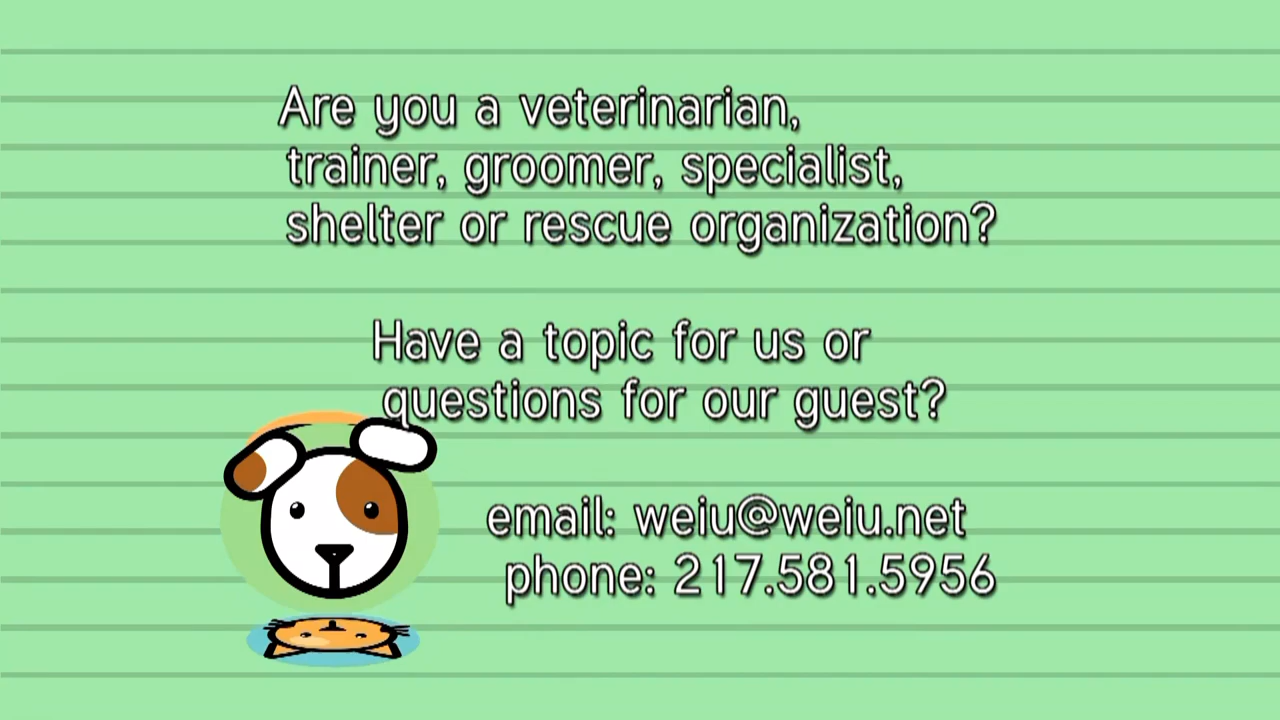 Are you a veterinarian,
trainer, groomer, specialist,
shelter or rescue organization?
Have a topic for us or
questions for our guest?
email: weiu@weiu.net
phone: 217.581.5956